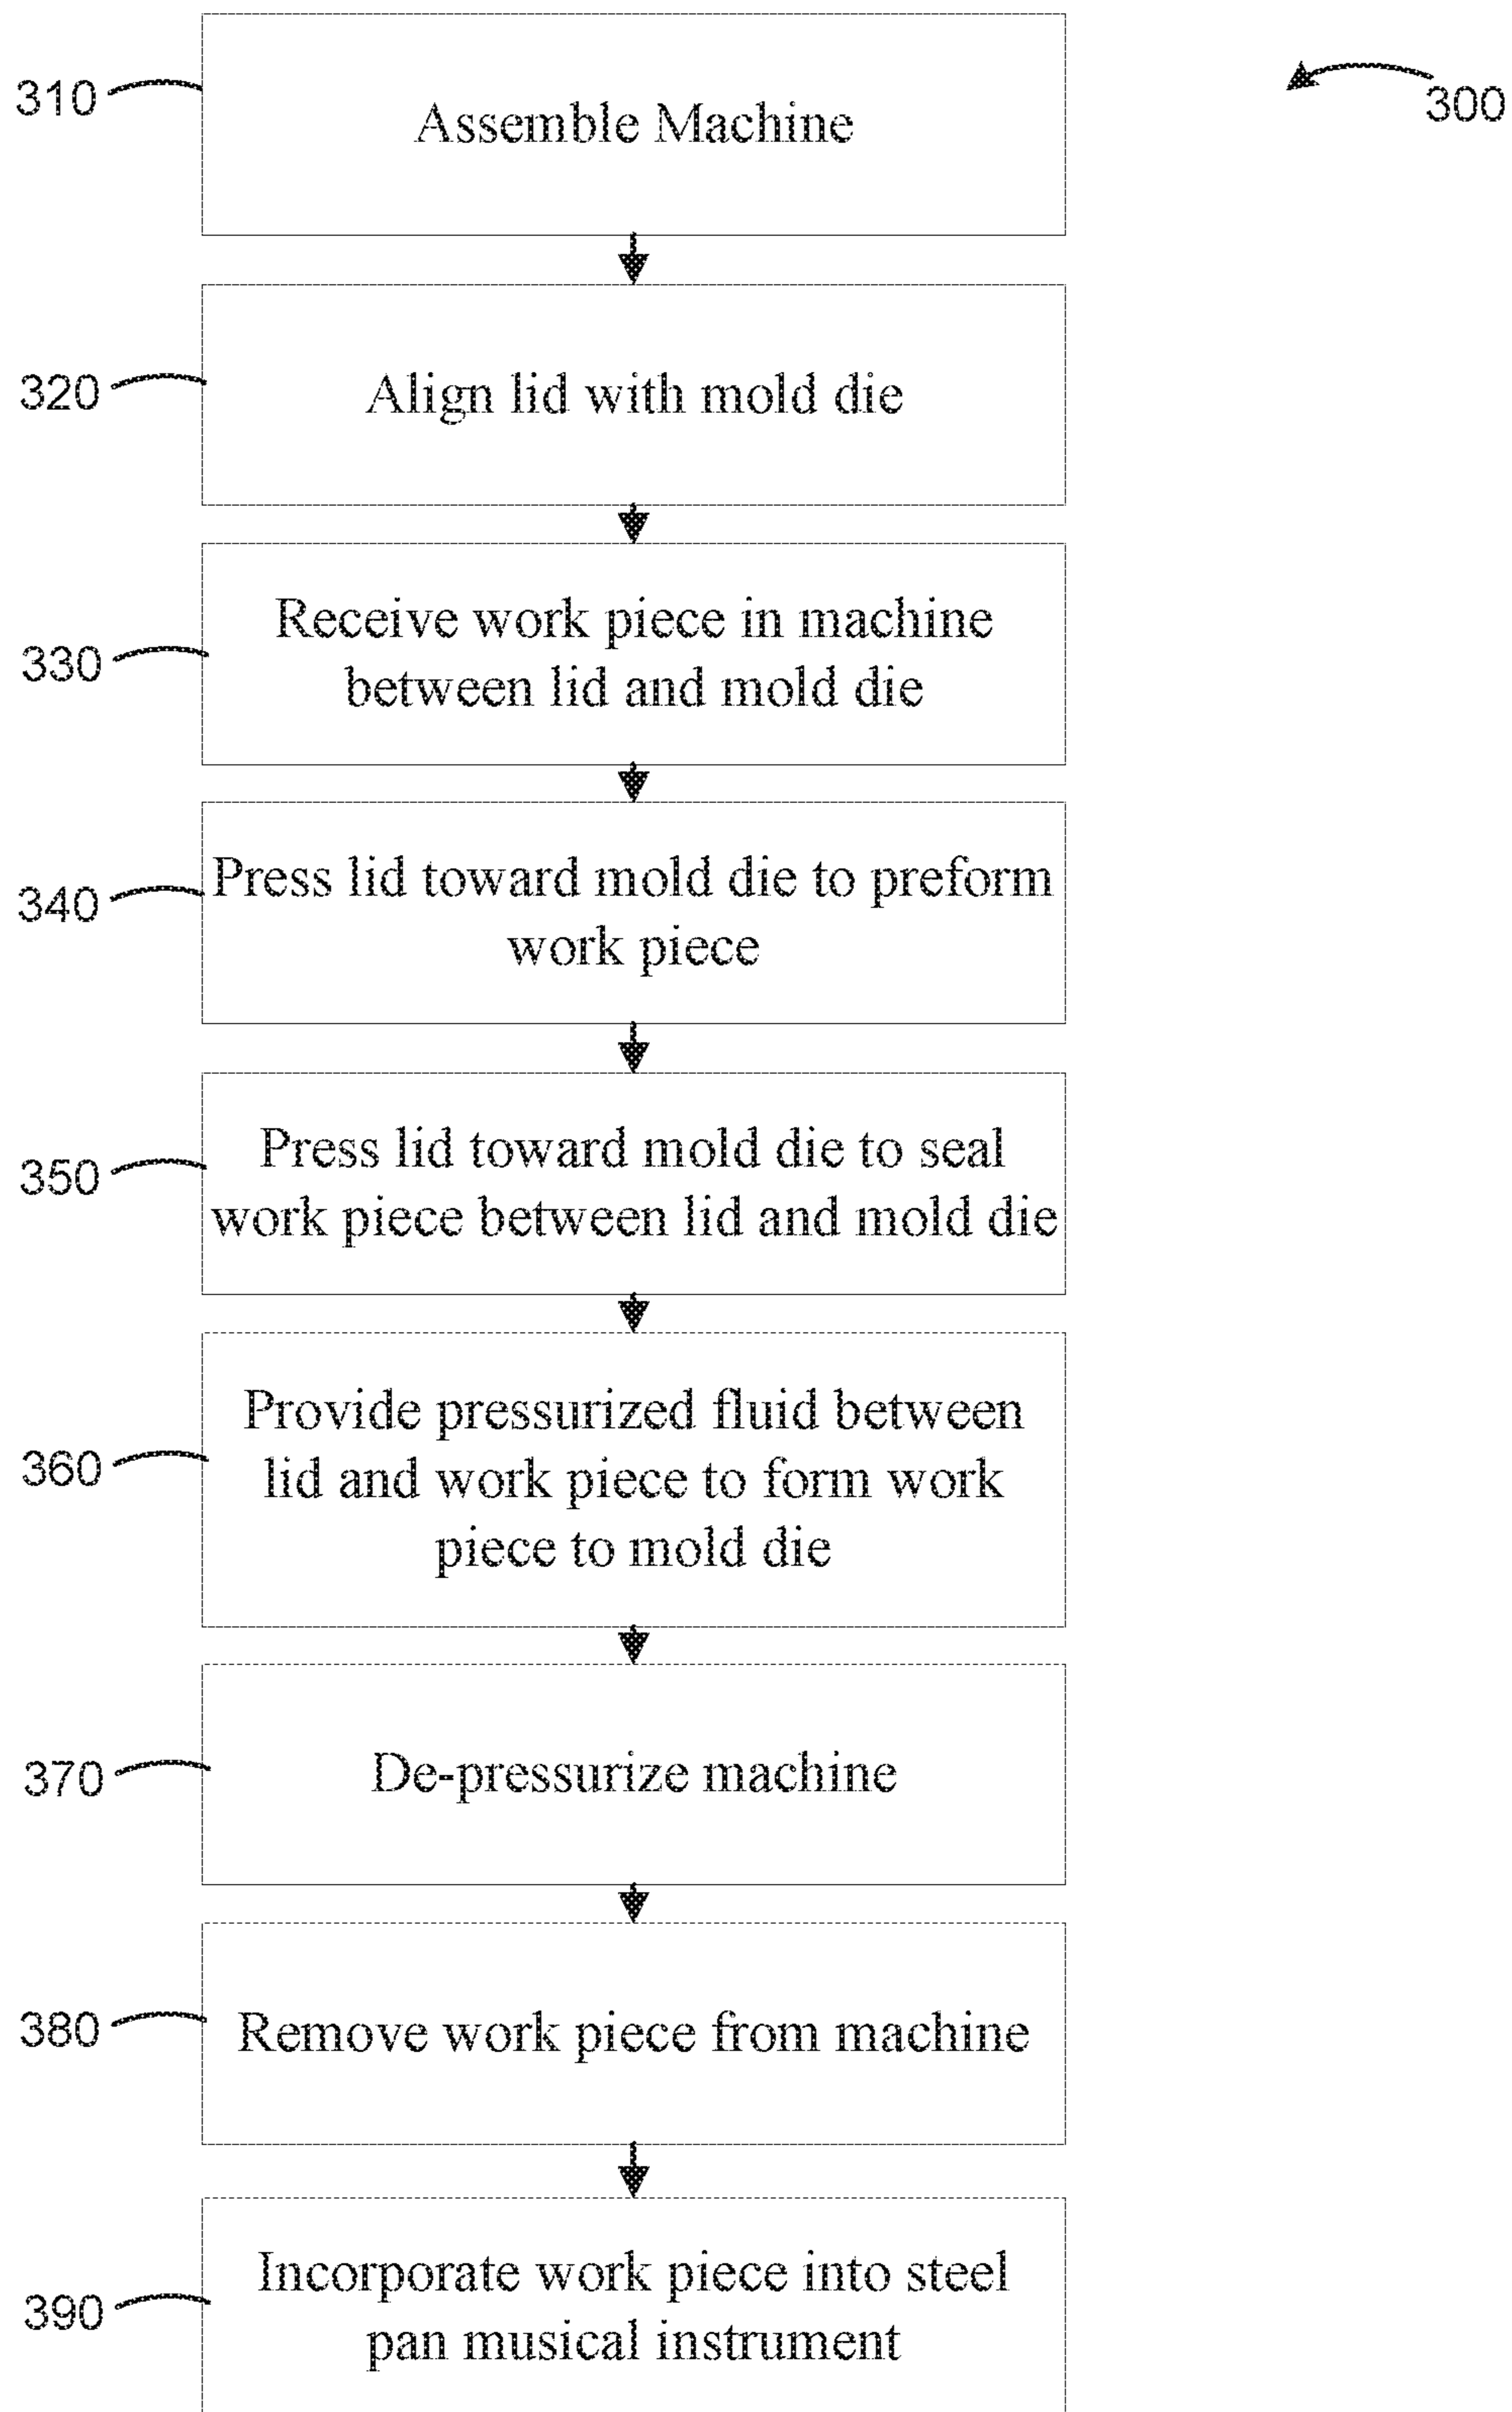 310
Assemble Machine
300
320
Align lid with mold die
330
Receive work piece in machine
between lid and mold die
340
Press lid toward mold die to preform
work piece
350
Press lid toward mold die to seal
work piece between lid and mold die
360
Provide pressurized fluid between
lid and work piece to form work
piece to mold die
370
De-pressurize machine
380
Remove work piece from machine
390
Incorporate work piece into steel
pan musical instrument